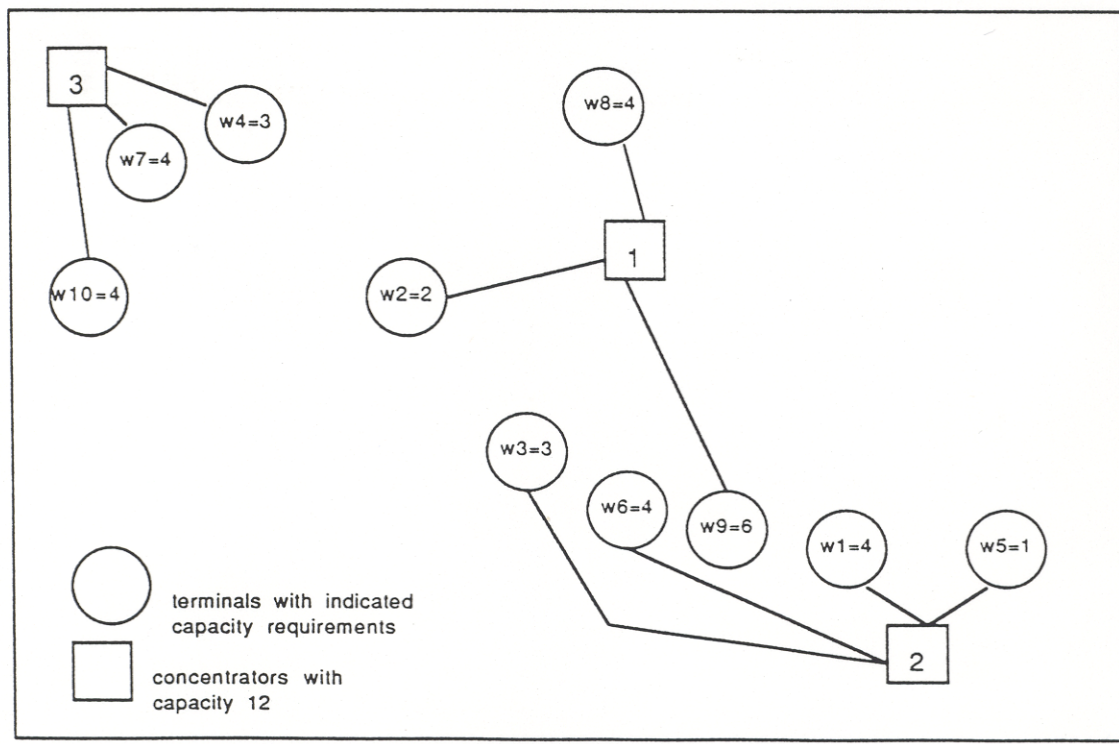 3
w4=3
w7=4
w10=4
w8=4
1
w2=2
w3=3
w6=4
w9=6
w1=4
w5=1
2
terminals with indicated
capacity requirements
concentrators with
capacity 12